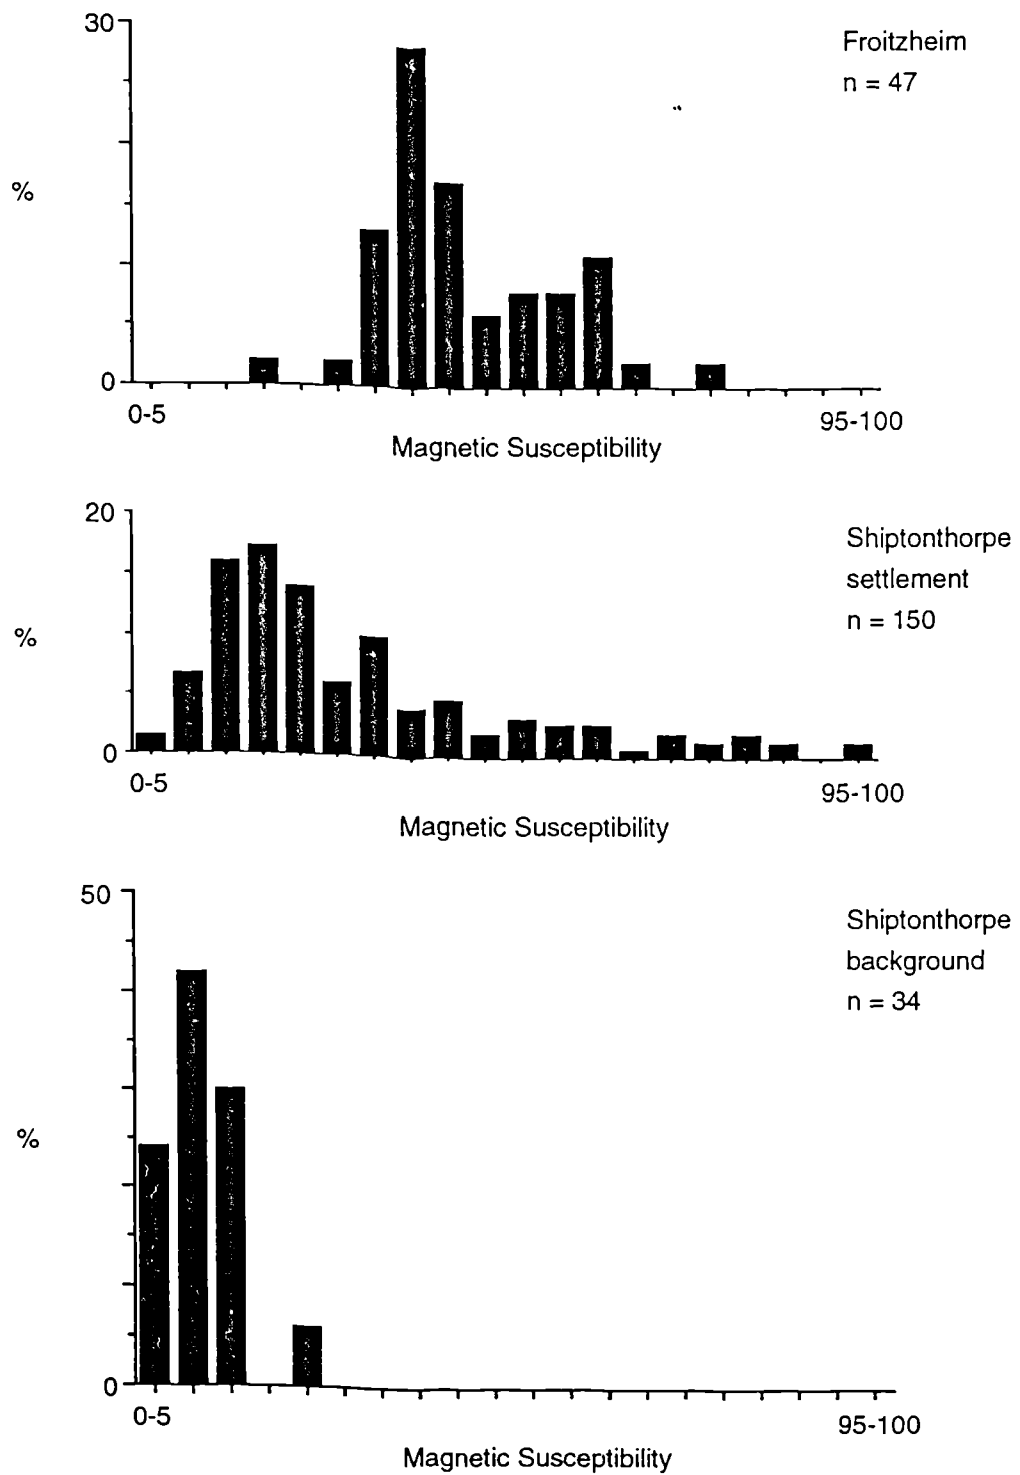 30
Froitzheim
n = 47
%
0
0-5
95-100
Magnetic Susceptibility
20
Shiptonthorpe
settlement
n = 150
%
0
0-5
95-100
Magnetic Susceptibility
50
Shiptonthorpe
background
n = 34
%
0
0-5
95-100
Magnetic Susceptibility